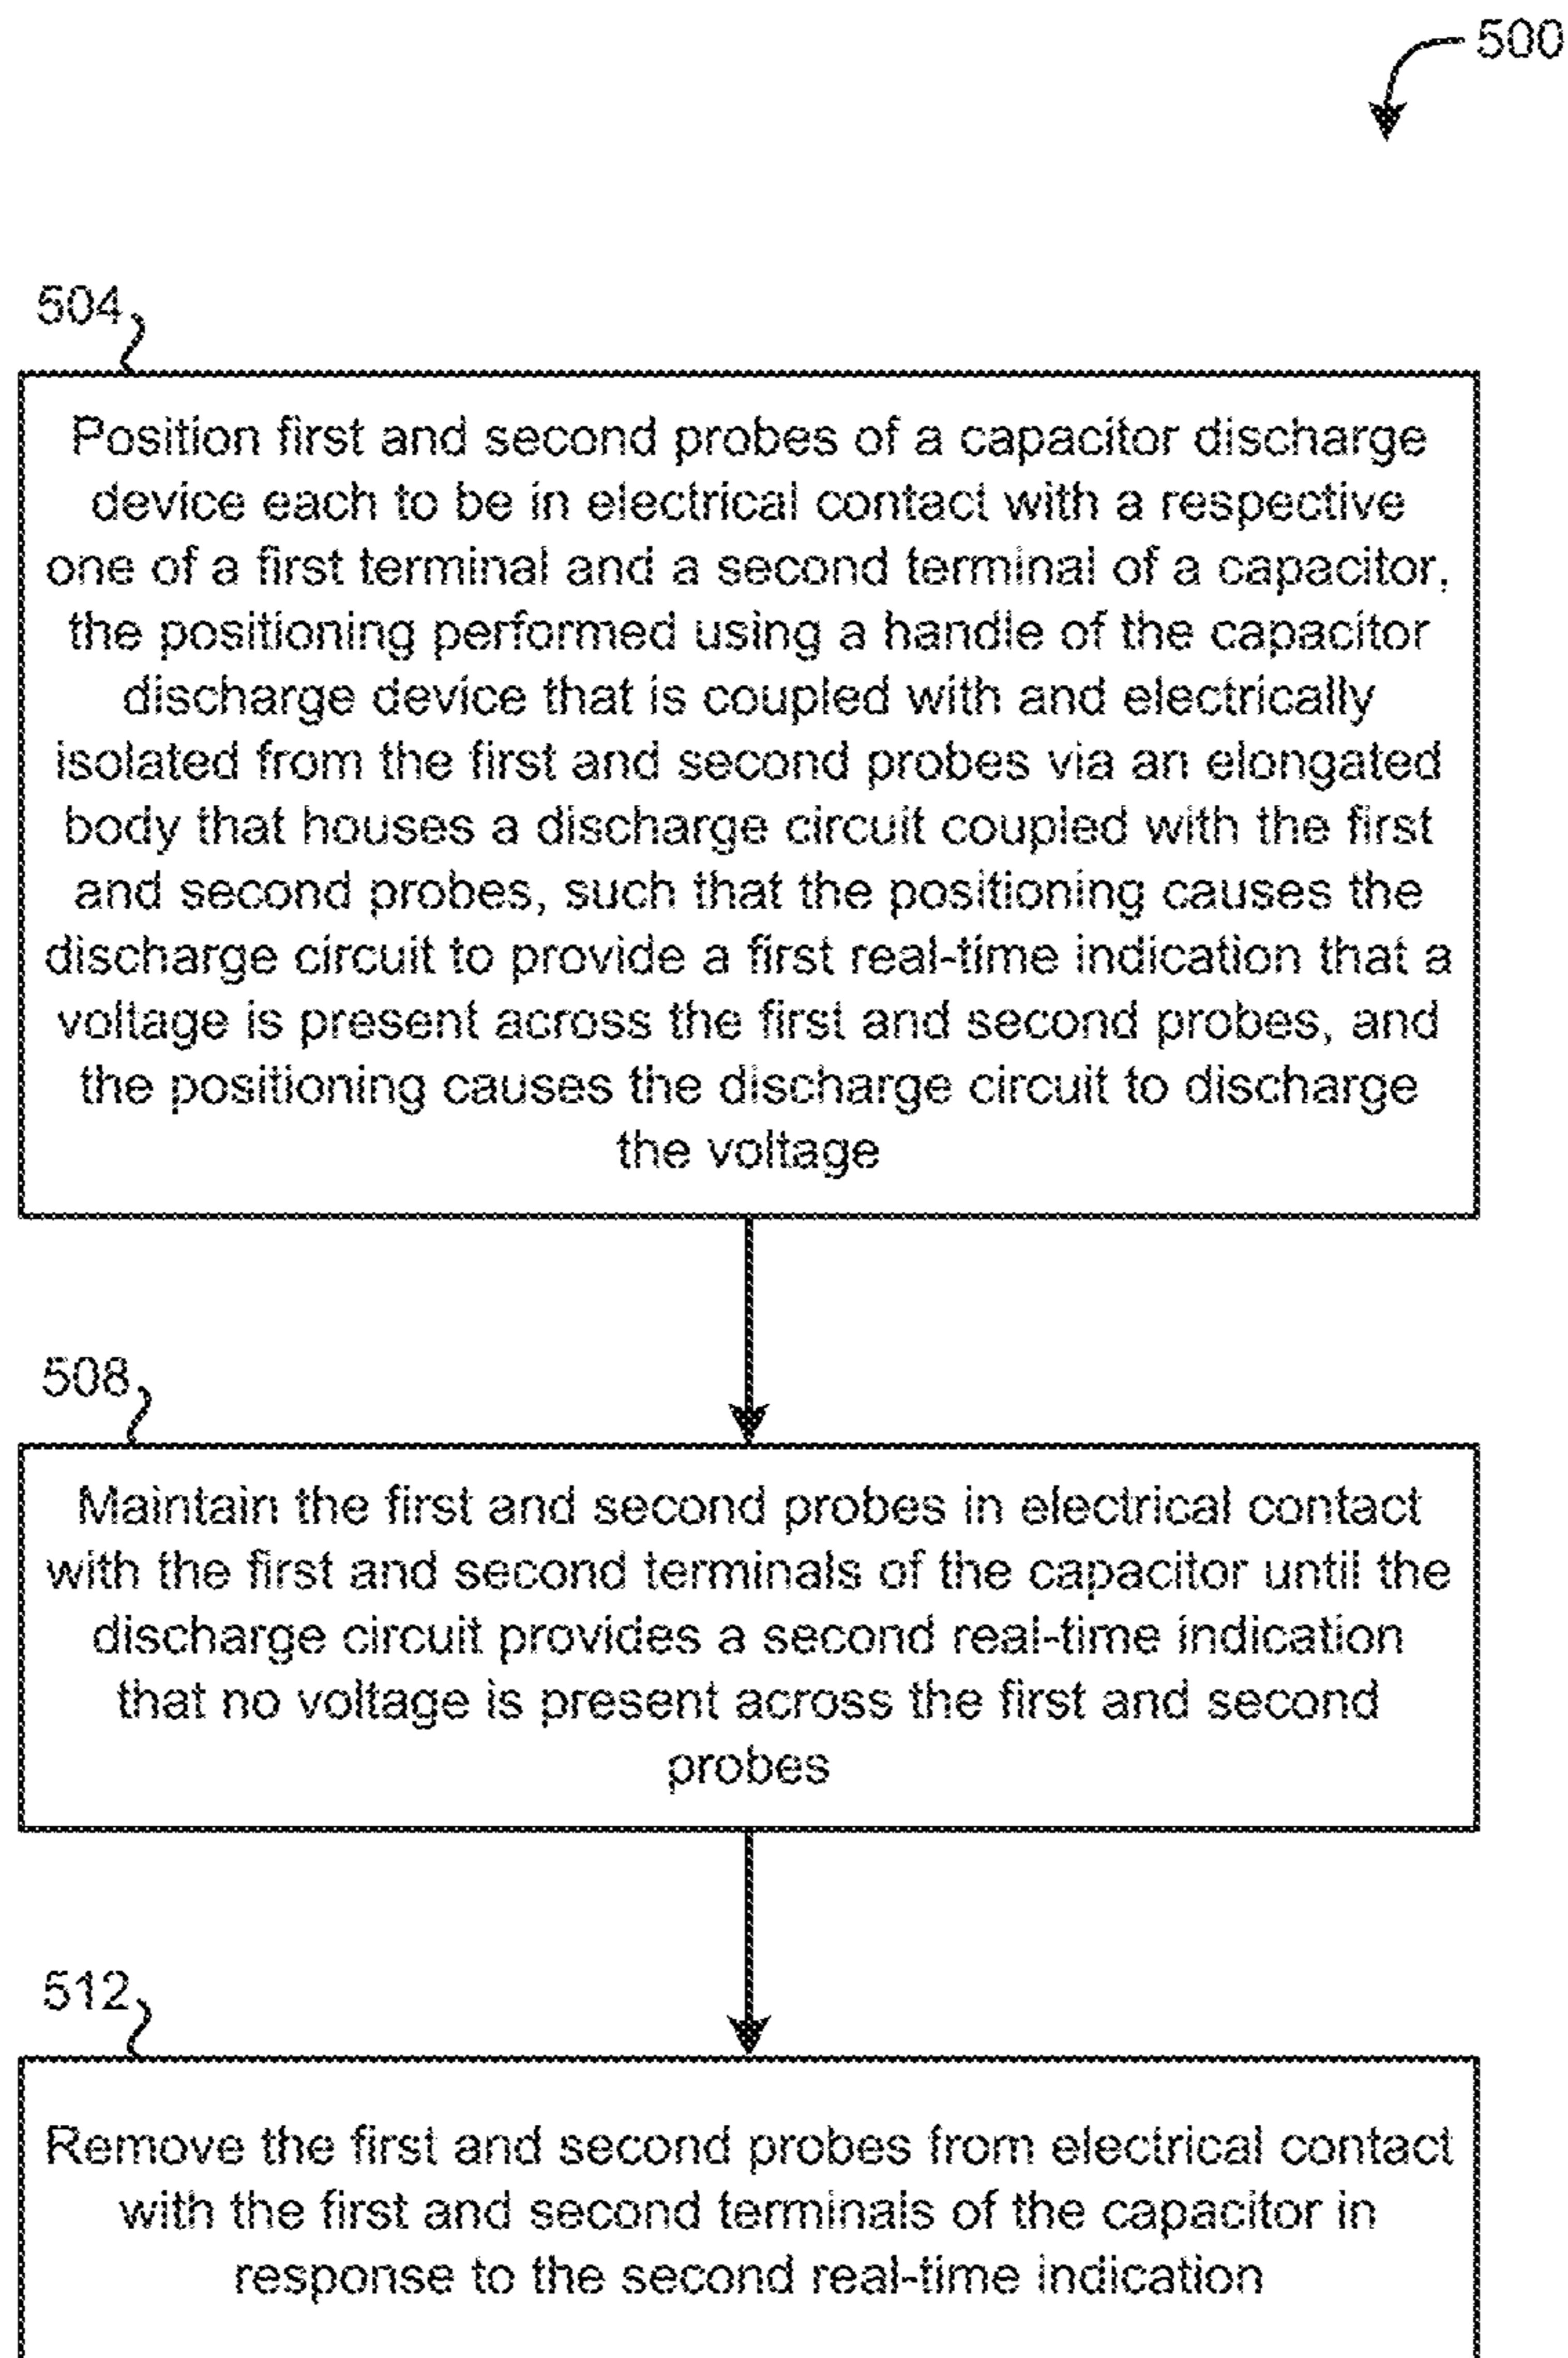 500
504
Position first and second probes of a capacitor discharge
device each to be in electrical contact with a respective
one of a first terminal and a second terminal of a capacitor,
the positioning performed using a handle of the capacitor
discharge device that is coupled with and electrically
isolated from the first and second probes via an elongated
body that houses a discharge circuit coupled with the first
and second probes, such that the positioning causes the
discharge circuit to provide a first real-time indication that a
voltage is present across the first and second probes, and
the positioning causes the discharge circuit to discharge
the voltage
508
Maintain the first and second probes in electrical contact
with the first and second terminals of the capacitor until the
discharge circuit provides a second real-time indication
that no voltage is present across the first and second
probes
512
Remove the first and second probes from electrical contact
with the first and second terminals of the capacitor in
response to the second real-time indication